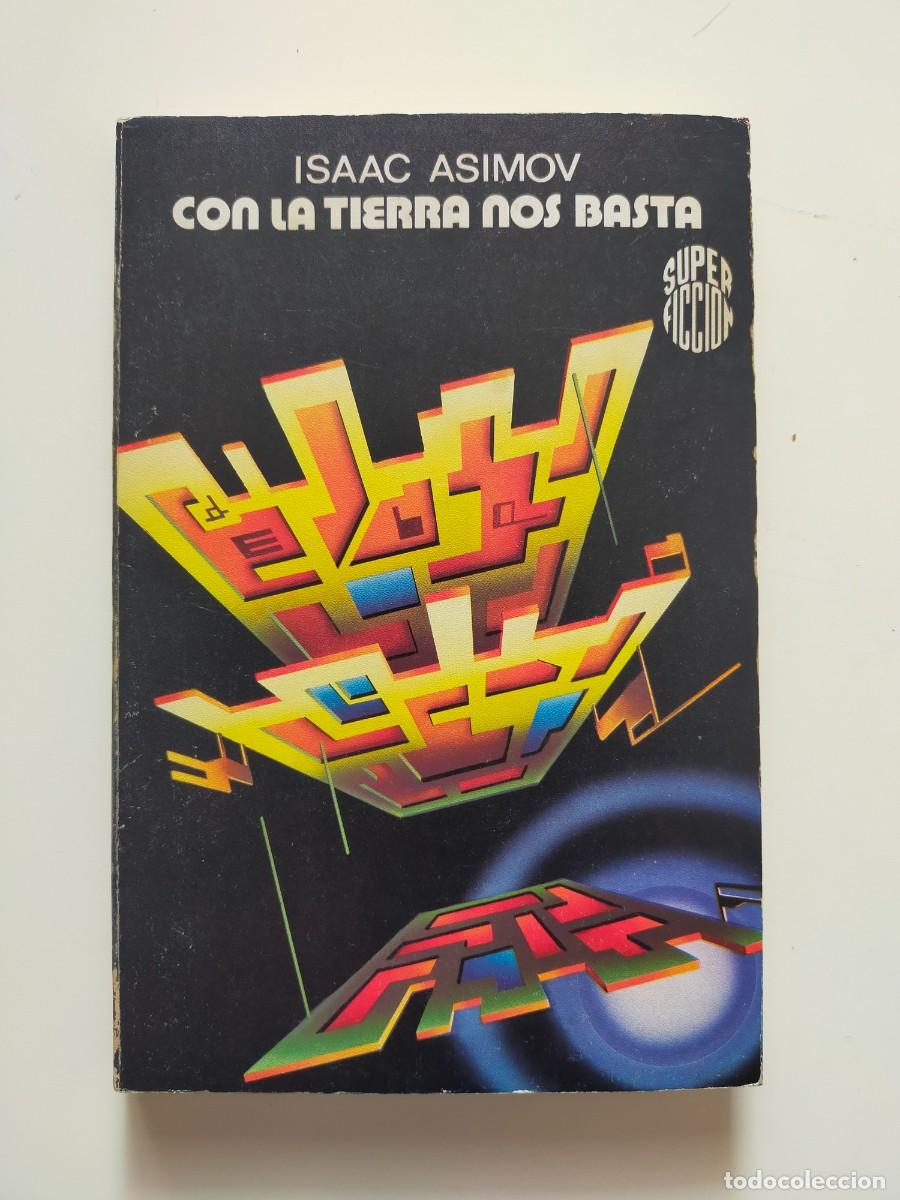 ISAAC ASIMOV
CON LA TIERRA NOS BASTA
SUPER
FICCION
todocoleccion